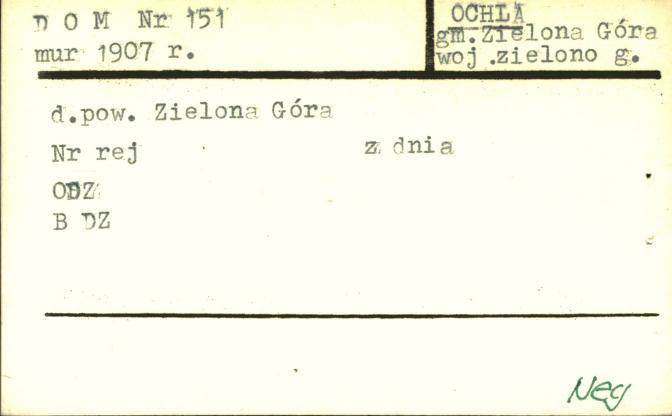 D O M Nr 151
mur 1907 r.
OCHLA
gm.Zielona Góra
woj.zielono g.
d.pow. Zielona Góra
Nr rej z dnia
ODZ
B DZ
Neg